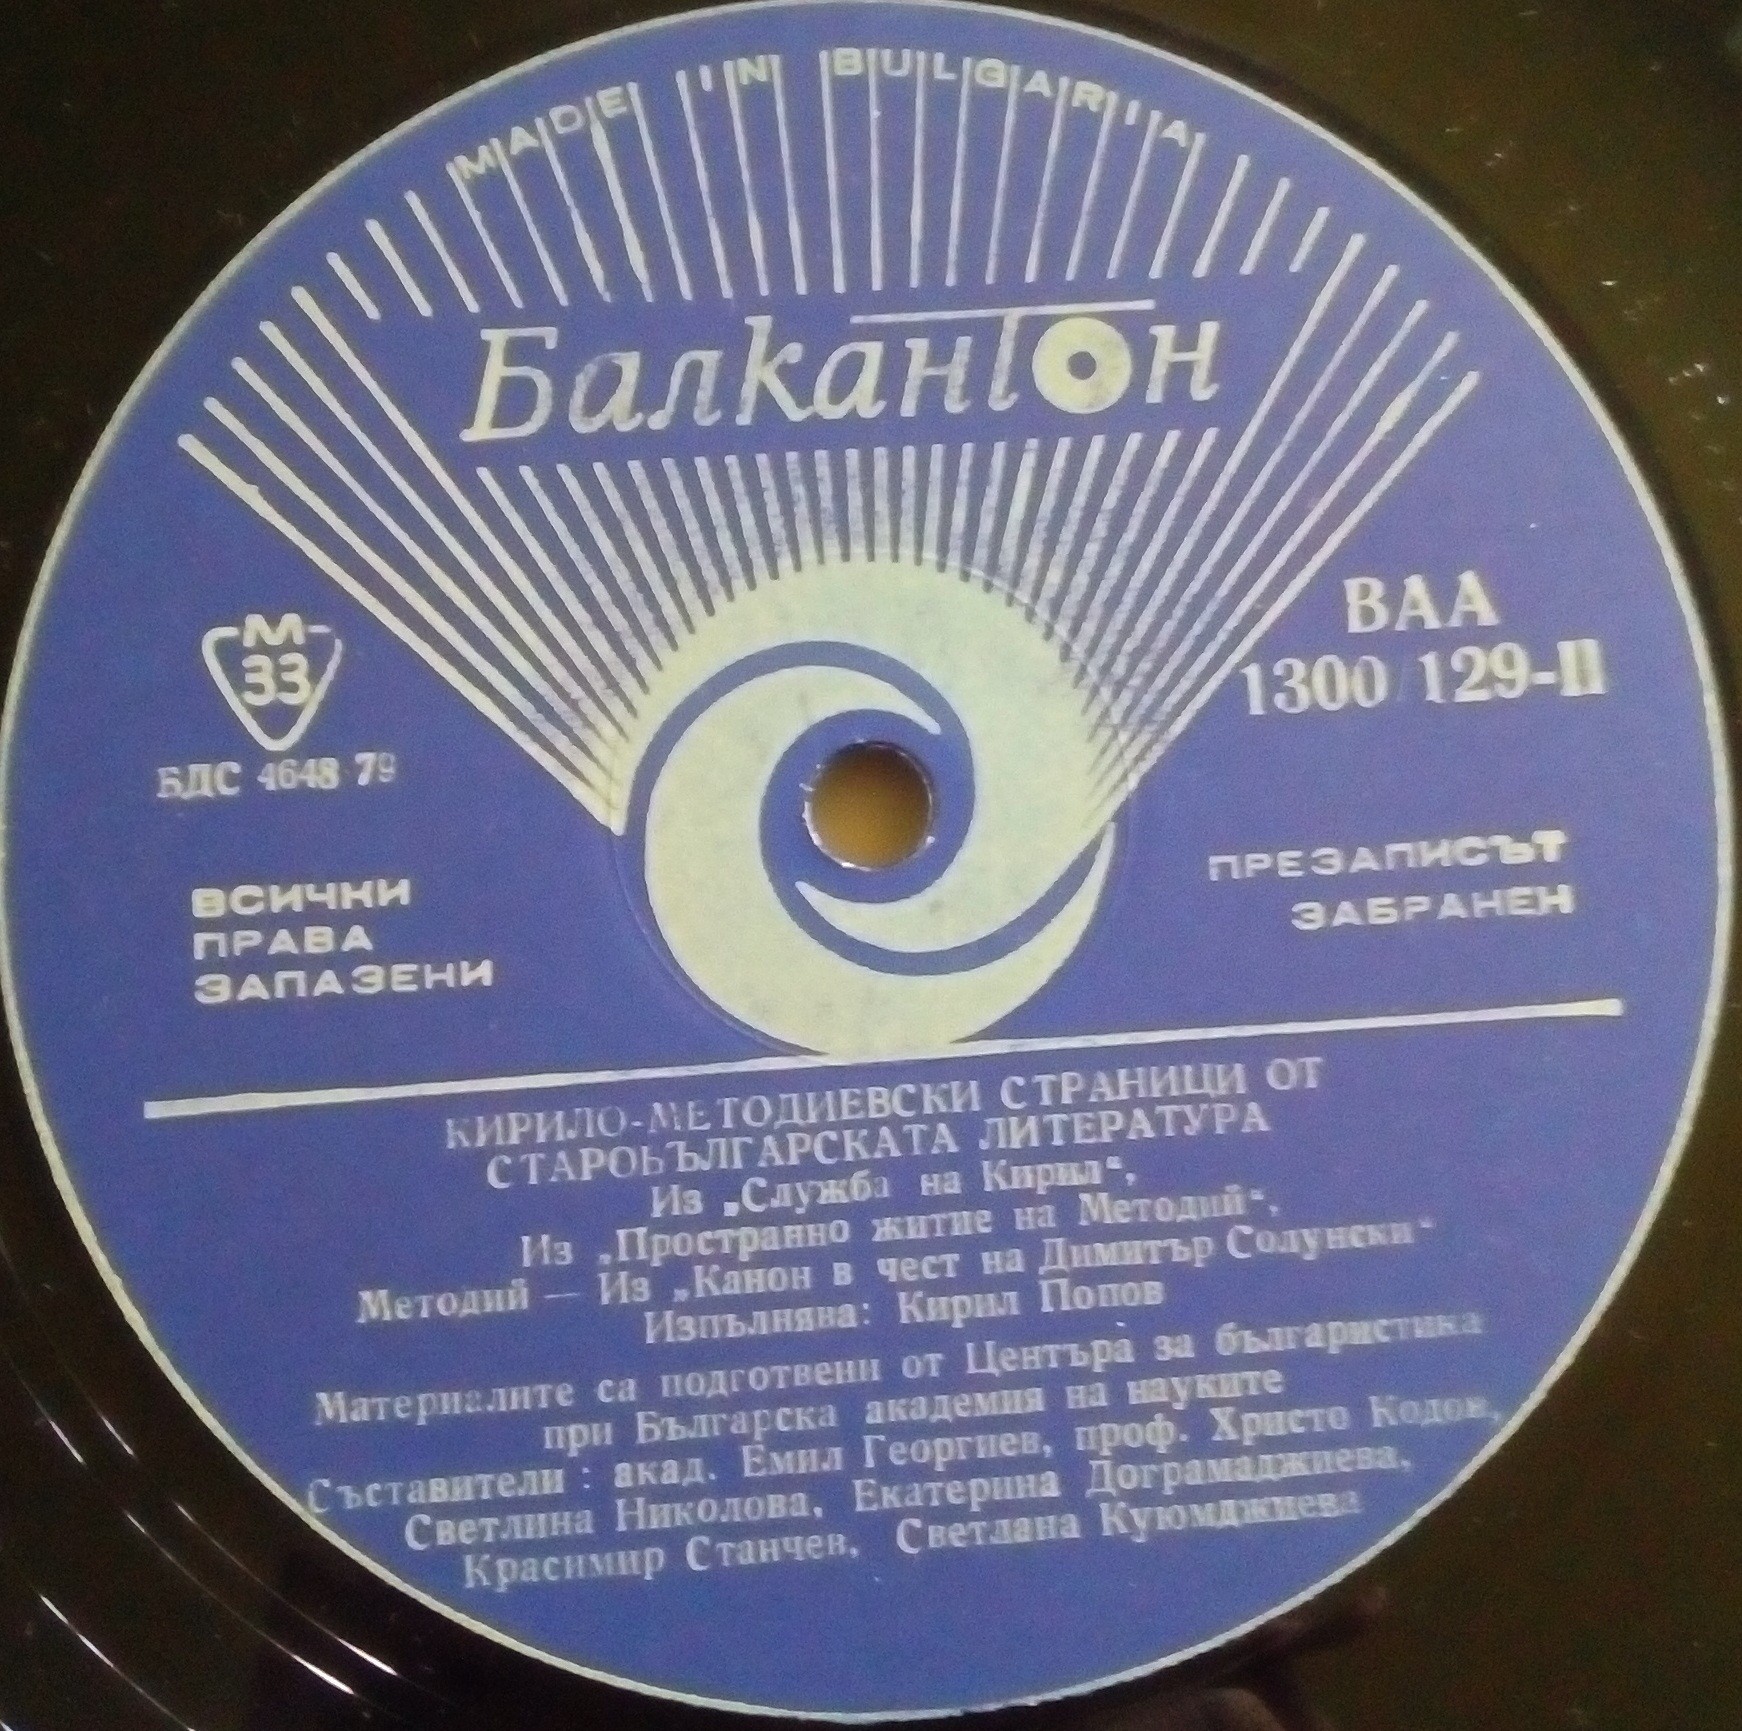 MADE IN BULGARIA
Балкантон
М
33
БДС 4648 79
ВАА
1300 129-II
ВСИЧКИ
ПРАВА
ЗАПАЗЕНИ
ПРЕЗАПИСЪТ
ЗАБРАНЕН
КИРИЛО-МЕТОДИЕВСКИ СТРАНИЦИ ОТ
СТАРОБЪЛГАРСКАТА ЛИТЕРАТУРА
Из „Служба на Кирил“,
Из „Пространно житие на Методий“,
Методий — Из „Канон в чест на Димитър Солунски“
Изпълнява: Кирил Попов
Материалите са подготвени от Центъра за българистика
при Българска академия на науките
Съставители: акад. Емил Георгиев, проф. Христо Кодов,
Светлина Николова, Екатерина Дограмаджиева,
Красимир Станчев, Светлана Куюмджиева